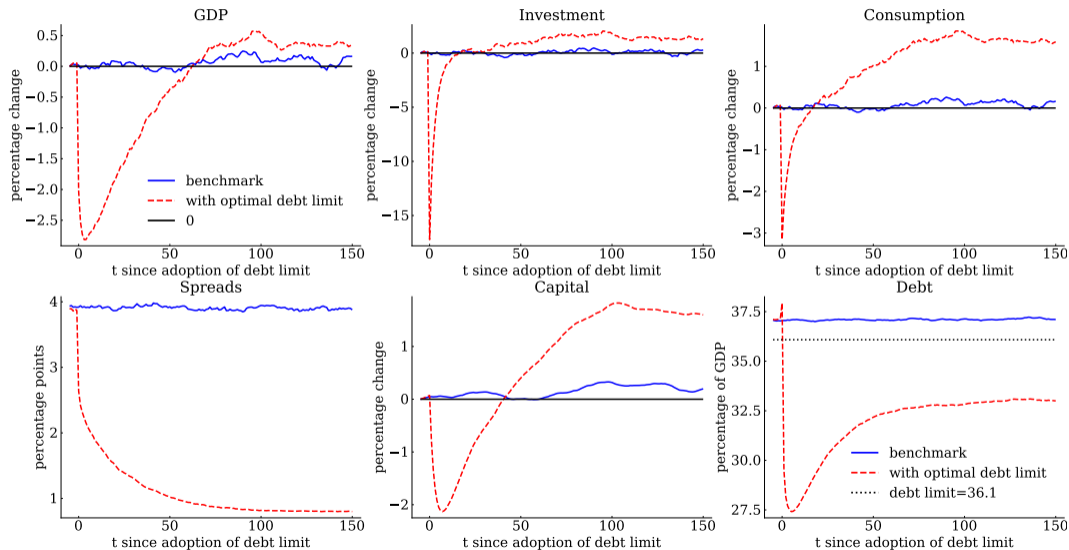 GDP
percentage change
0.5
0.0
−0.5
−1.0
−1.5
−2.0
−2.5
benchmark
with optimal debt limit
0
0
50
100
150
t since adoption of debt limit
Investment
percentage change
0
−5
−10
−15
0
50
100
150
t since adoption of debt limit
Consumption
percentage change
1
0
−1
−2
−3
0
50
100
150
t since adoption of debt limit
Spreads
percentage points
4
3
2
1
0
50
100
150
t since adoption of debt limit
Capital
percentage change
1
0
−1
−2
0
50
100
150
t since adoption of debt limit
Debt
percentage of GDP
37.5
35.0
32.5
30.0
27.5
benchmark
with optimal debt limit
debt limit=36.1
0
50
100
150
t since adoption of debt limit